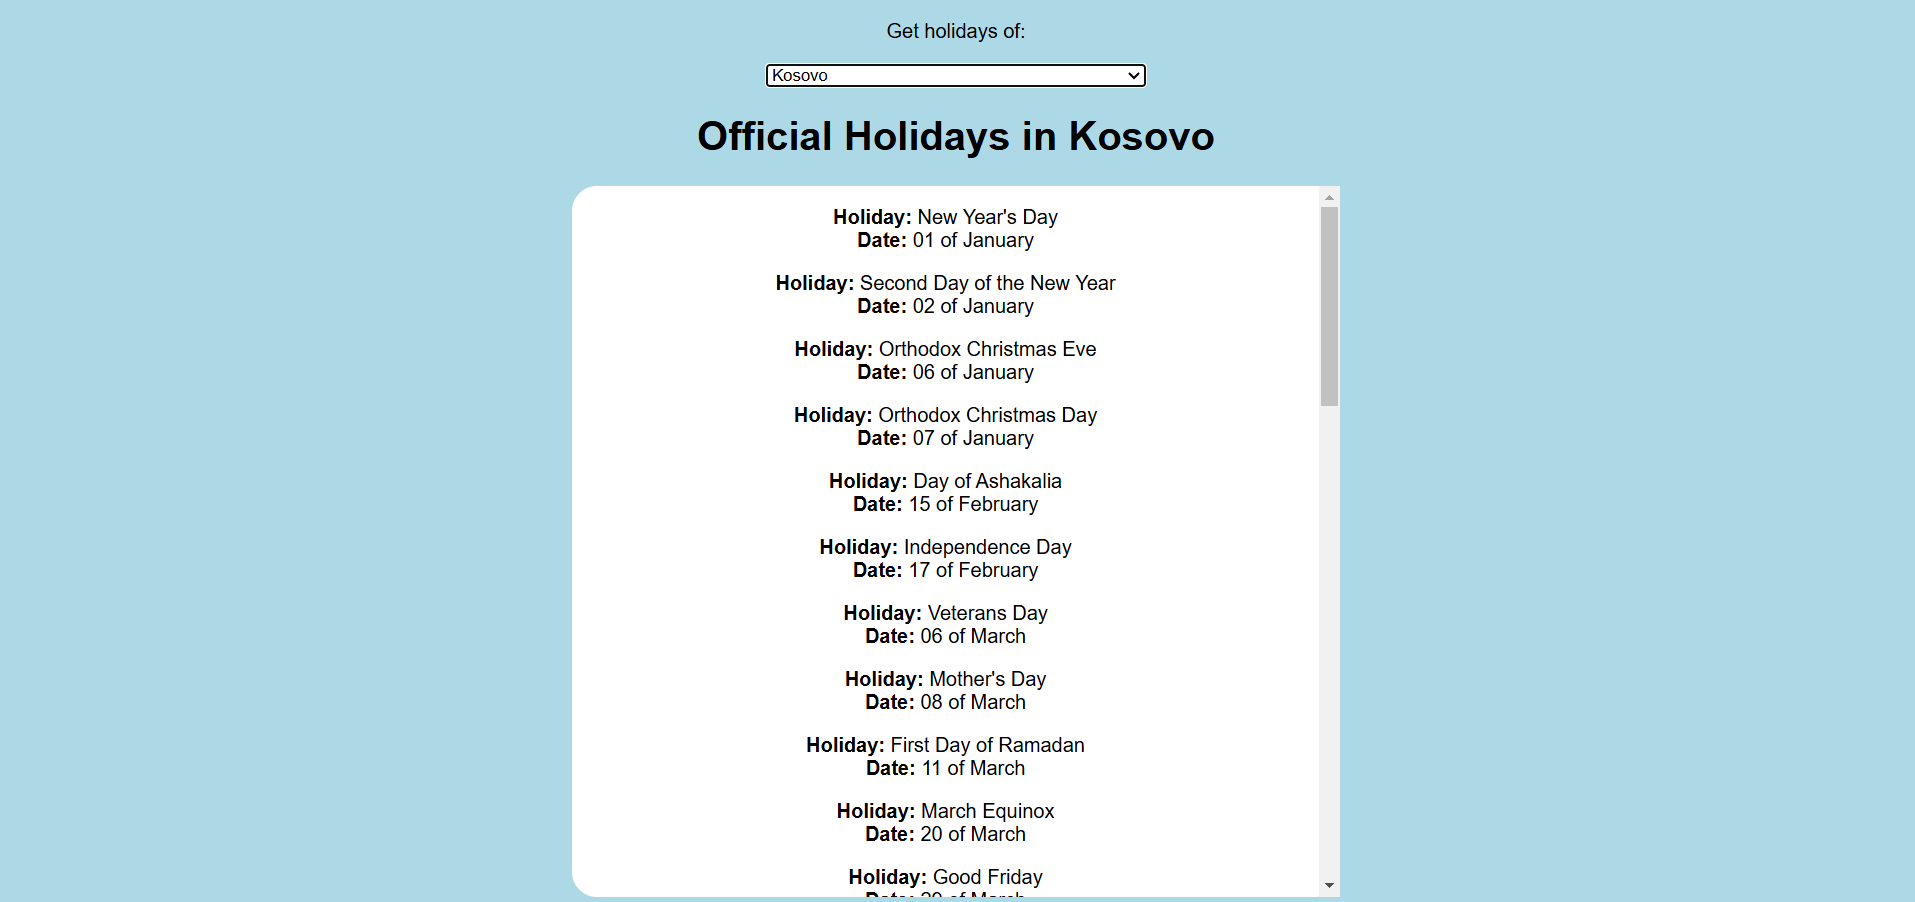 Get holidays of:
Kosovo
Official Holidays in Kosovo
Holiday: New Year's Day
Date: 01 of January
Holiday: Second Day of the New Year
Date: 02 of January
Holiday: Orthodox Christmas Eve
Date: 06 of January
Holiday: Orthodox Christmas Day
Date: 07 of January
Holiday: Day of Ashakalia
Date: 15 of February
Holiday: Independence Day
Date: 17 of February
Holiday: Veterans Day
Date: 06 of March
Holiday: Mother's Day
Date: 08 of March
Holiday: First Day of Ramadan
Date: 11 of March
Holiday: March Equinox
Date: 20 of March
Holiday: Good Friday